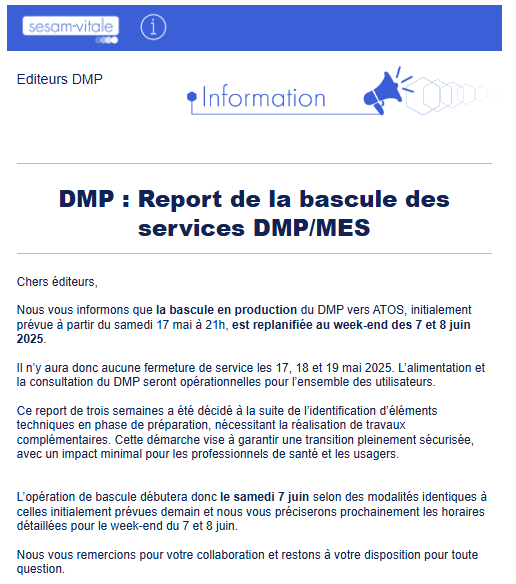 sesam-vitale
i
Editeurs DMP
Information
DMP : Report de la bascule des
services DMP/MES
Chers éditeurs,
Nous vous informons que la bascule en production du DMP vers ATOS, initialement
prévue à partir du samedi 17 mai à 21h, est replanifiée au week-end des 7 et 8 juin
2025.
Il n’y aura donc aucune fermeture de service les 17, 18 et 19 mai 2025. L’alimentation et
la consultation du DMP seront opérationnelles pour l’ensemble des utilisateurs.
Ce report de trois semaines a été décidé à la suite de l’identification d’éléments
techniques en phase de préparation, nécessitant la réalisation de travaux
complémentaires. Cette démarche vise à garantir une transition pleinement sécurisée,
avec un impact minimal pour les professionnels de santé et les usagers.
L’opération de bascule débutera donc le samedi 7 juin selon des modalités identiques à
celles initialement prévues demain et nous vous préciserons prochainement les horaires
détaillées pour le week-end du 7 et 8 juin.
Nous vous remercions pour votre collaboration et restons à votre disposition pour toute
question.